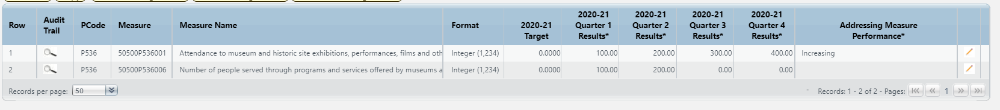 Row Audit Trail PCode Measure Measure Name Format 2020-21 Target 2020-21 Quarter 1 Results* 2020-21 Quarter 2 Results* 2020-21 Quarter 3 Results* 2020-21 Quarter 4 Results* Addressing Measure Performance*
1 P536 50500P536001 Attendance to museum and historic site exhibitions, performances, films and oth Integer (1,234) 0.0000 100.00 200.00 300.00 400.00 Increasing
2 P536 50500P536006 Number of people served through programs and services offered by museums a Integer (1,234) 0.0000 100.00 200.00 0.00 0.00
Records per page: 50 - Records: 1 - 2 of 2 - Pages: 1